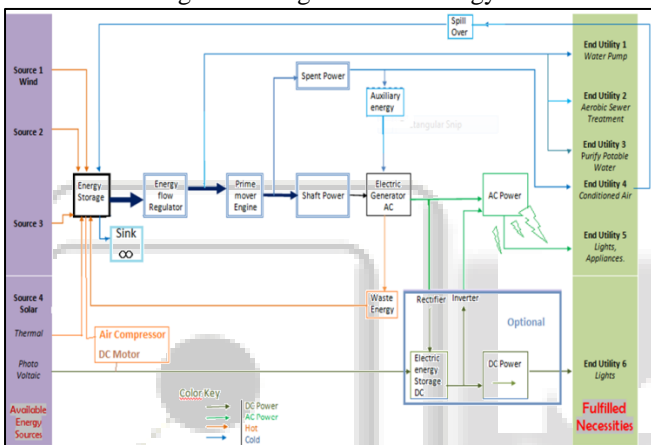 Spill
Over
Source 1
Wind
Source 2
Source 3
Source 4
Solar
Thermal
Photo
Voltaic
Available
Energy
Sources
Energy
Storage
Sink
∞
Energy
flow
Regulator
Prime
mover
Engine
Spent Power
Shaft Power
Auxiliary
energy
Electric
Generator
AC
Waste
Energy
Air Compressor
DC Motor
AC Power
Rectifier
Inverter
Optional
Electric
energy
Storage
DC
DC Power
Color Key
DC Power
AC Power
Hot
Cold
End Utility 1
Water Pump
End Utility 2
Aerobic Sewer
Treatment
End Utility 3
Purify Potable
Water
End Utility 4
Conditioned Air
End Utility 5
Lights,
Appliances.
End Utility 6
Lights
Fulfilled
Necessities